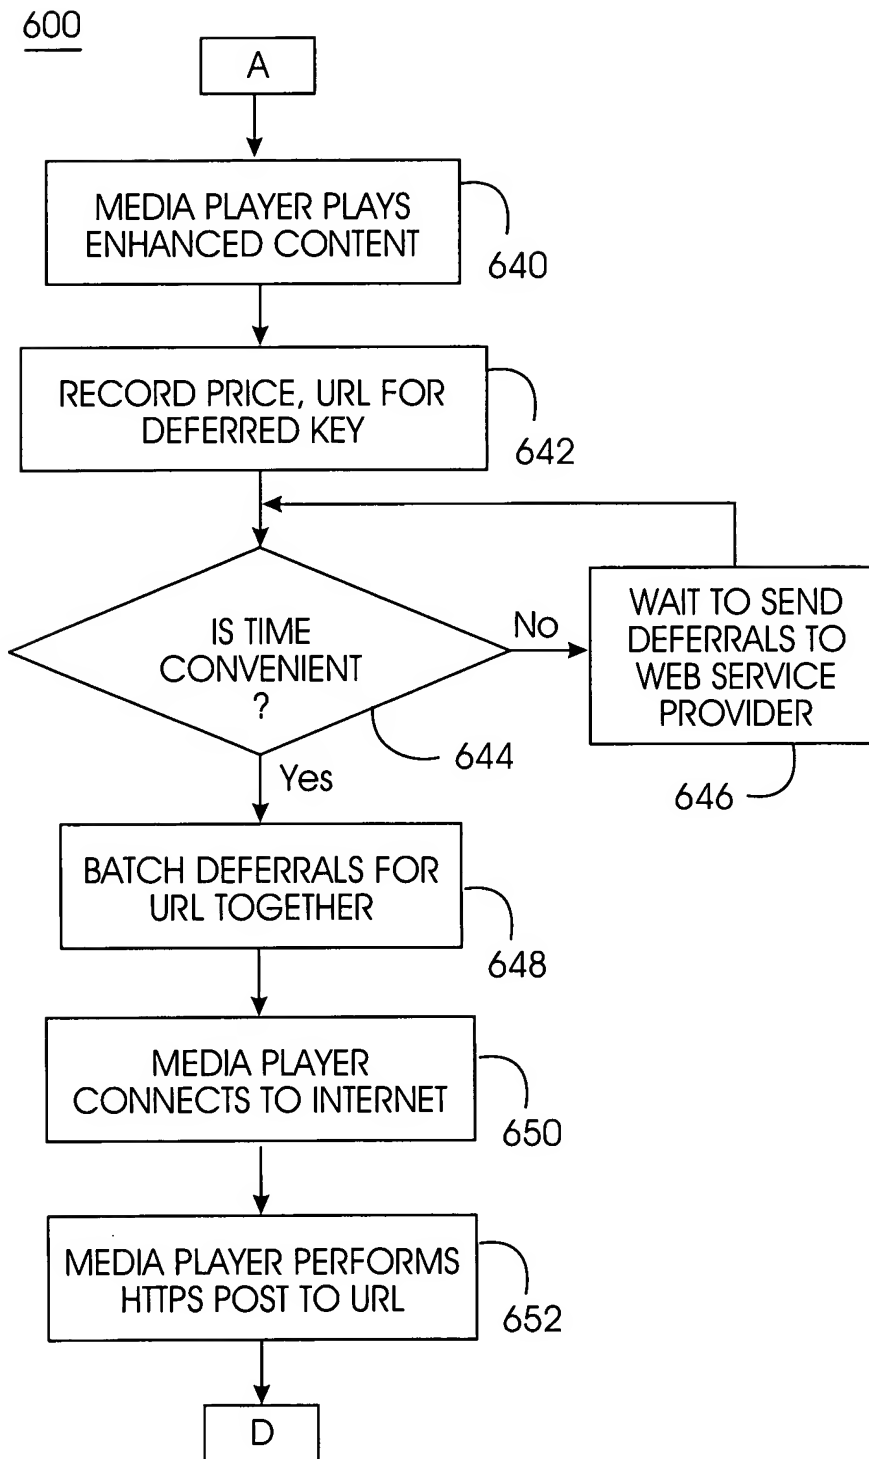 600
A
MEDIA PLAYER PLAYS
ENHANCED CONTENT
640
RECORD PRICE, URL FOR
DEFERRED KEY
642
IS TIME
CONVENIENT
?
644
No
WAIT TO SEND
DEFERRALS TO
WEB SERVICE
PROVIDER
646
Yes
BATCH DEFERRALS FOR
URL TOGETHER
648
MEDIA PLAYER
CONNECTS TO INTERNET
650
MEDIA PLAYER PERFORMS
HTTPS POST TO URL
652
D